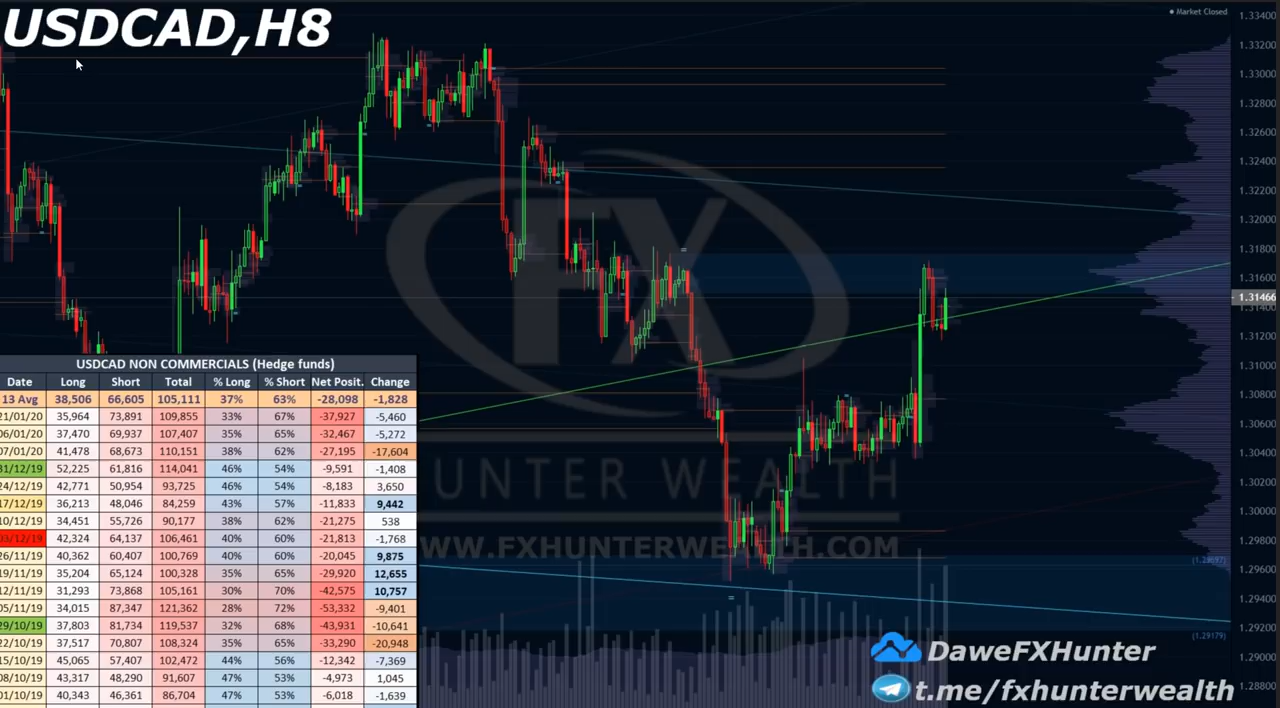 USDCAD,H8
Market Closed
1.33400
1.33200
1.33000
1.32800
1.32600
1.32400
1.32200
1.32000
1.31800
1.31600
1.31466
1.31400
1.31200
1.31000
1.30800
1.30600
1.30400
1.30200
1.30000
1.29800
1.29600
1.29400
1.29200
1.29000
1.28800
(1.29697)
(1.29179)
FX
HUNTER WEALTH
WWW.FXHUNTERWEALTH.COM
USDCAD NON COMMERCIALS (Hedge funds)
Date Long Short Total % Long % Short Net Posit. Change
13 Avg 38,506 66,605 105,111 37% 63% -28,098 -1,828
21/01/20 35,964 73,891 109,855 33% 67% -37,927 -5,460
06/01/20 37,470 69,937 107,407 35% 65% -32,467 -5,272
07/01/20 41,478 68,673 110,151 38% 62% -27,195 -17,604
31/12/19 52,225 61,816 114,041 46% 54% -9,591 -1,408
24/12/19 42,771 50,954 93,725 46% 54% -8,183 3,650
17/12/19 36,213 48,046 84,259 43% 57% -11,833 9,442
10/12/19 34,451 55,726 90,177 38% 62% -21,275 538
03/12/19 42,324 64,137 106,461 40% 60% -21,813 -1,768
26/11/19 40,362 60,407 100,769 40% 60% -20,045 9,875
19/11/19 35,204 65,124 100,328 35% 65% -29,920 12,655
12/11/19 31,293 73,868 105,161 30% 70% -42,575 10,757
05/11/19 34,015 87,347 121,362 28% 72% -53,332 -9,401
29/10/19 37,803 81,734 119,537 32% 68% -43,931 -10,641
22/10/19 37,517 70,807 108,324 35% 65% -33,290 -20,948
15/10/19 45,065 57,407 102,472 44% 56% -12,342 -7,369
08/10/19 43,317 48,290 91,607 47% 53% -4,973 1,045
01/10/19 40,343 46,361 86,704 47% 53% -6,018 -1,639
DaweFXHunter
t.me/fxhunterwealth